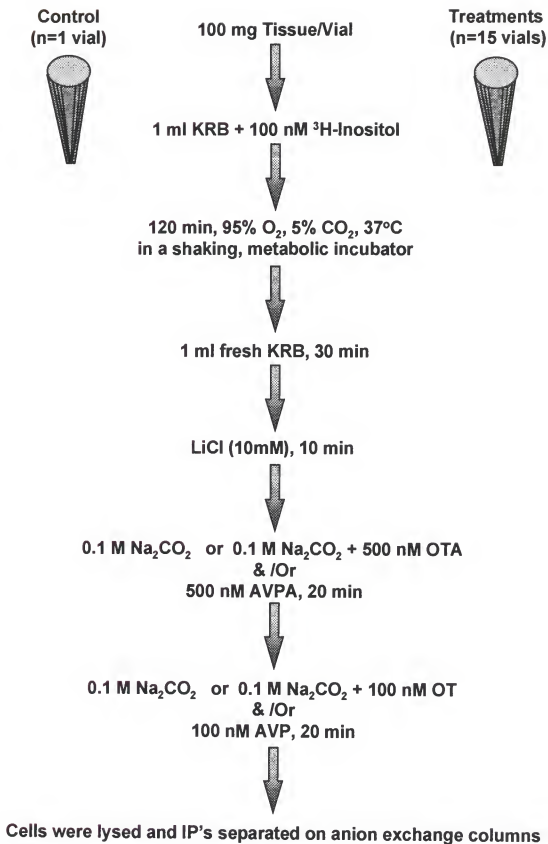 Control
(n=1 vial)
Treatments
(n=15 vials)
100 mg Tissue/Vial
1 ml KRB + 100 nM ³H-Inositol
120 min, 95% O₂, 5% CO₂, 37°C
in a shaking, metabolic incubator
1 ml fresh KRB, 30 min
LiCl (10mM), 10 min
0.1 M Na₂CO₂ or 0.1 M Na₂CO₂ + 500 nM OTA
& /Or
500 nM AVPA, 20 min
0.1 M Na₂CO₂ or 0.1 M Na₂CO₂ + 100 nM OT
& /Or
100 nM AVP, 20 min
Cells were lysed and IP's separated on anion exchange columns